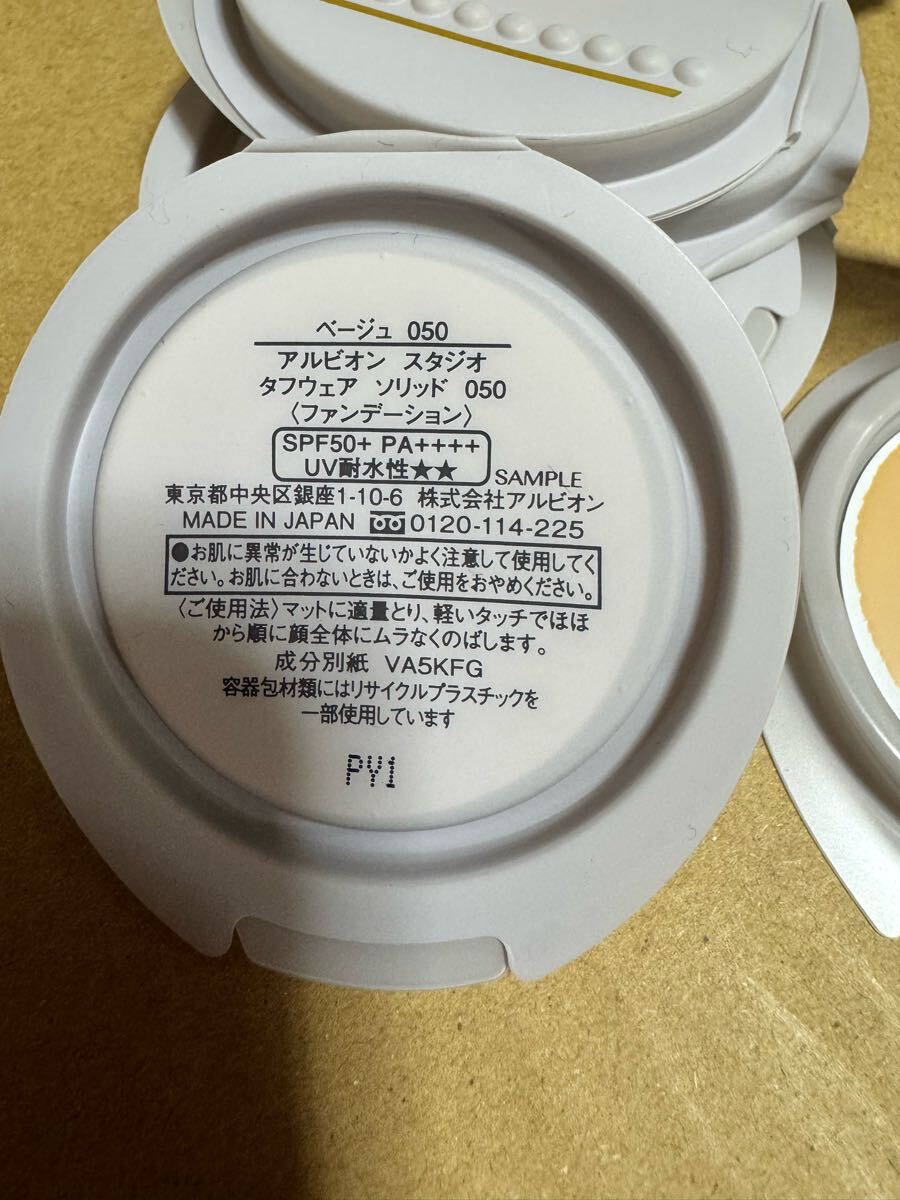 ベージュ 050
アルビオン スタジオ
タフウェア ソリッド 050
〈ファンデーション〉
SPF50+ PA++++
UV耐水性★★
SAMPLE
東京都中央区銀座1-10-6 株式会社アルビオン
MADE IN JAPAN 0120-114-225
●お肌に異常が生じていないかよく注意して使用してく
ださい。お肌に合わないときは、ご使用をおやめください。
〈ご使用法〉マットに適量とり、軽いタッチでほほ
から順に顔全体にムラなくのばします。
成分別紙 VA5KFG
容器包材類にはリサイクルプラスチックを
一部使用しています
PY1